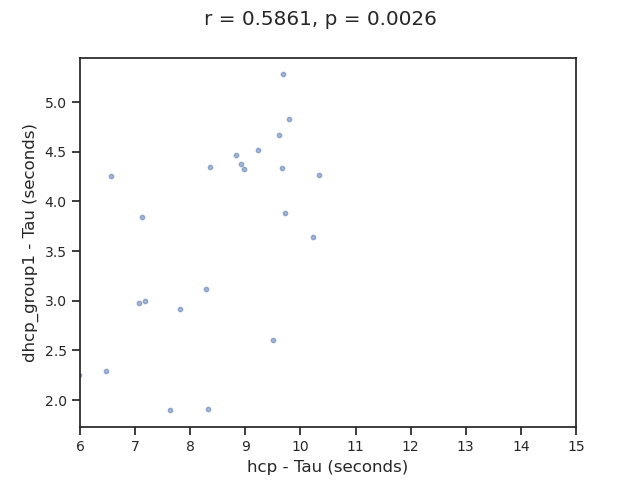 r = 0.5861, p = 0.0026
dhcp_group1 - Tau (seconds)
5.0
4.5
4.0
3.5
3.0
2.5
2.0
6 7 8 9 10 11 12 13 14 15
hcp - Tau (seconds)